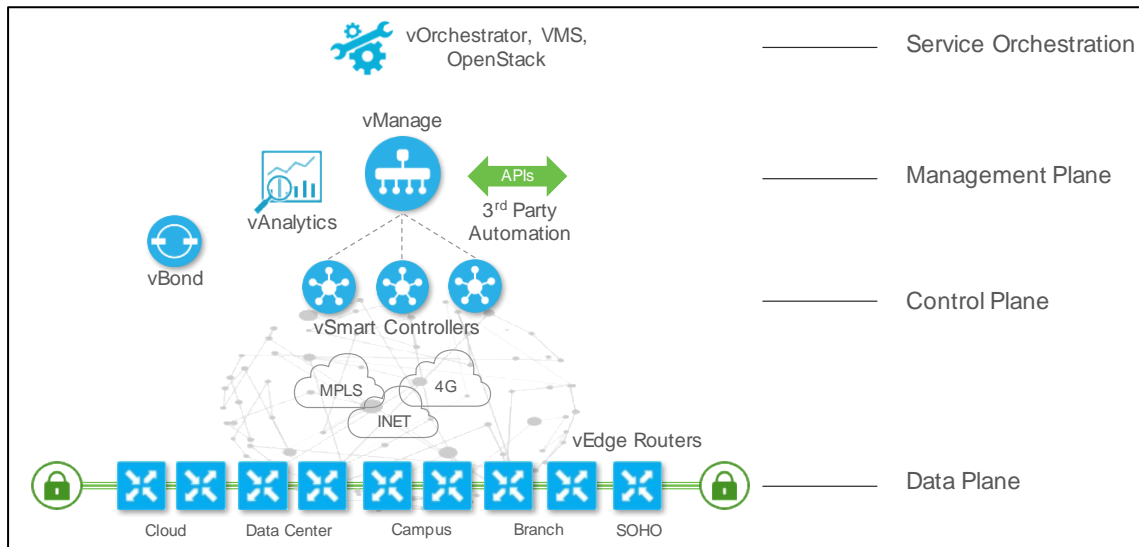 vOrchestrator, VMS,
OpenStack
Service Orchestration
vManage
APIs
Management Plane
3rd Party
Automation
vAnalytics
vBond
Control Plane
vSmart Controllers
MPLS
4G
INET
vEdge Routers
Data Plane
Cloud
Data Center
Campus
Branch
SOHO